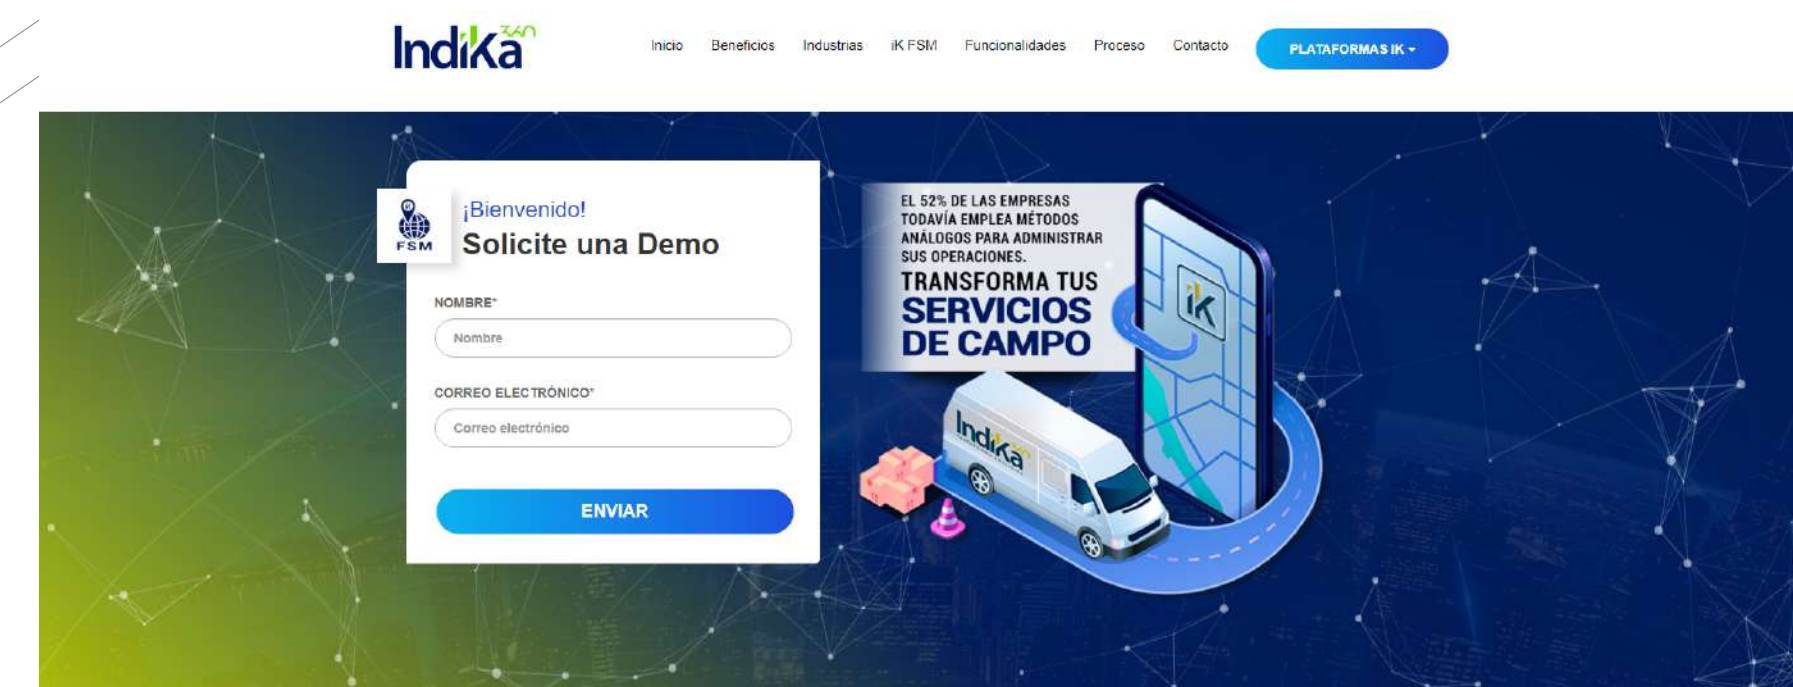 Indika 360
Inicio Beneficios Industrias iK FSM Funcionalidades Proceso Contacto PLATAFORMAS IK
FSM
¡Bienvenido!
Solicite una Demo
NOMBRE*
Nombre
CORREO ELECTRÓNICO*
Correo electrónico
ENVIAR
EL 52% DE LAS EMPRESAS
TODAVÍA EMPLEA MÉTODOS
ANÁLOGOS PARA ADMINISTRAR
SUS OPERACIONES.
TRANSFORMA TUS
SERVICIOS
DE CAMPO
iK
Indika 360